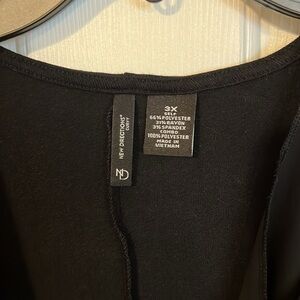 NEW DIRECTIONS®
CURVY
ND
3X
SELF
66% POLYESTER
31% RAYON
3% SPANDEX
COMBO
100% POLYESTER
MADE IN
VIETNAM